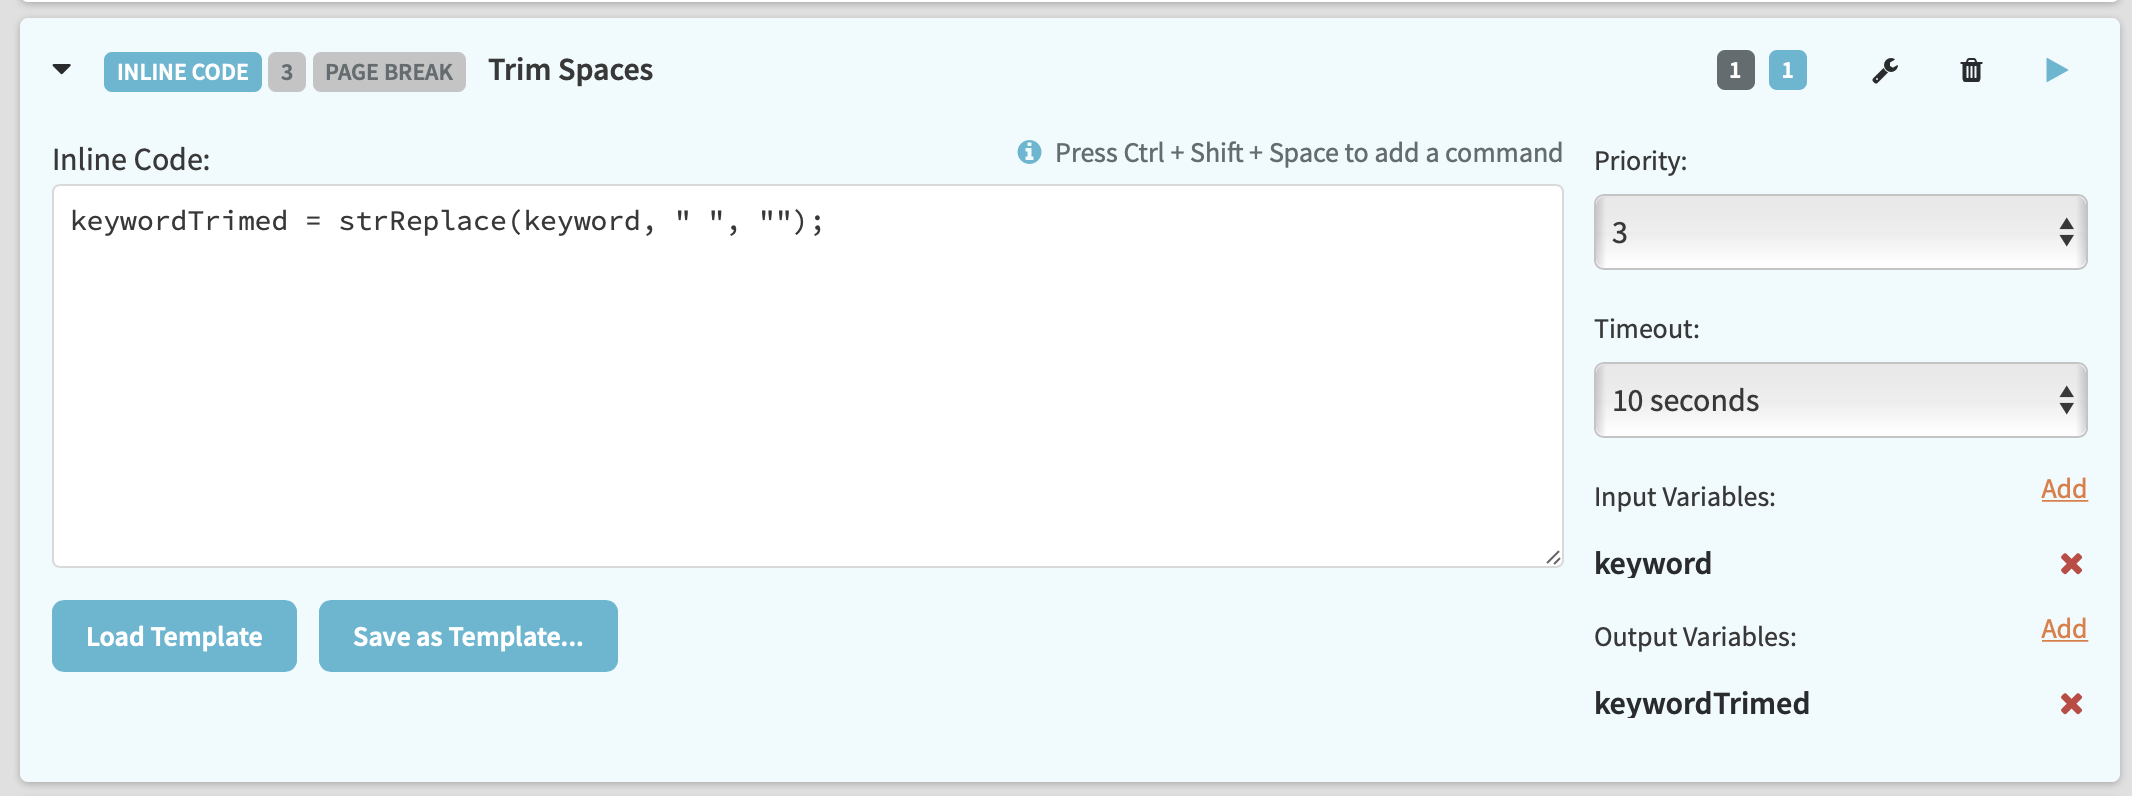 INLINE CODE 3 PAGE BREAK Trim Spaces 1 1
Inline Code:
Press Ctrl + Shift + Space to add a command
keywordTrimed = strReplace(keyword, " ", "");
Load Template
Save as Template...
Priority:
3
Timeout:
10 seconds
Input Variables: Add
keyword
Output Variables: Add
keywordTrimed